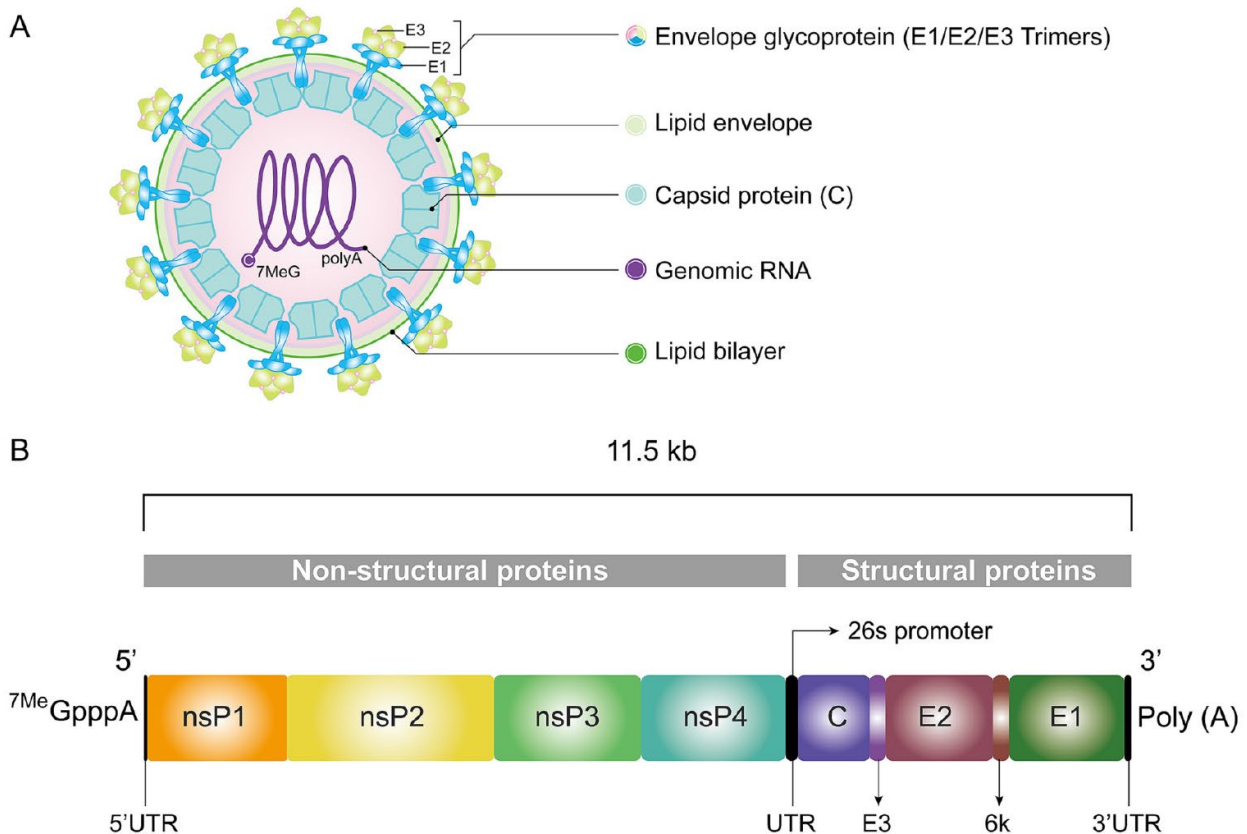 A
E3
E2
E1
Envelope glycoprotein (E1/E2/E3 Trimers)
Lipid envelope
Capsid protein (C)
7MeG
polyA
Genomic RNA
Lipid bilayer
B
11.5 kb
Non-structural proteins
Structural proteins
26s promoter
5’
3’
7MeGpppA
nsP1
nsP2
nsP3
nsP4
C
E2
E1
Poly (A)
5’UTR
UTR
E3
6k
3’UTR